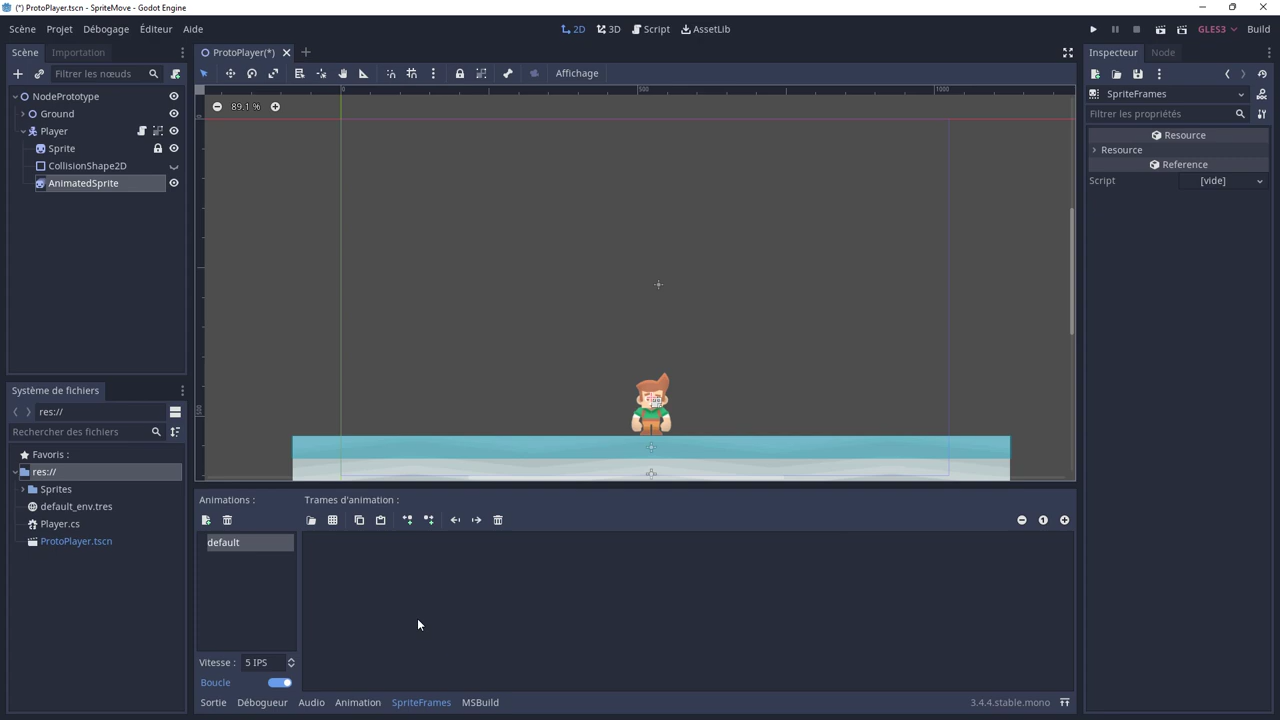 (*) ProtoPlayer.tscn - SpriteMove - Godot Engine
Scène Projet Débogage Éditeur Aide
2D 3D Script AssetLib
GLES3 Build
Scène Importation
Filtrer les nœuds
NodePrototype
Ground
Player
Sprite
CollisionShape2D
AnimatedSprite
Système de fichiers
res://
Rechercher des fichiers
Favoris :
res://
Sprites
default_env.tres
Player.cs
ProtoPlayer.tscn
ProtoPlayer(*)
Affichage
0 500 1000
89.1 %
0
500
Animations :
default
Vitesse : 5 IPS
Boucle
Trames d'animation :
Sortie Débogueur Audio Animation SpriteFrames MSBuild
3.4.4.stable.mono
Inspecteur Node
SpriteFrames
Filtrer les propriétés
Resource
Resource
Reference
Script [vide]